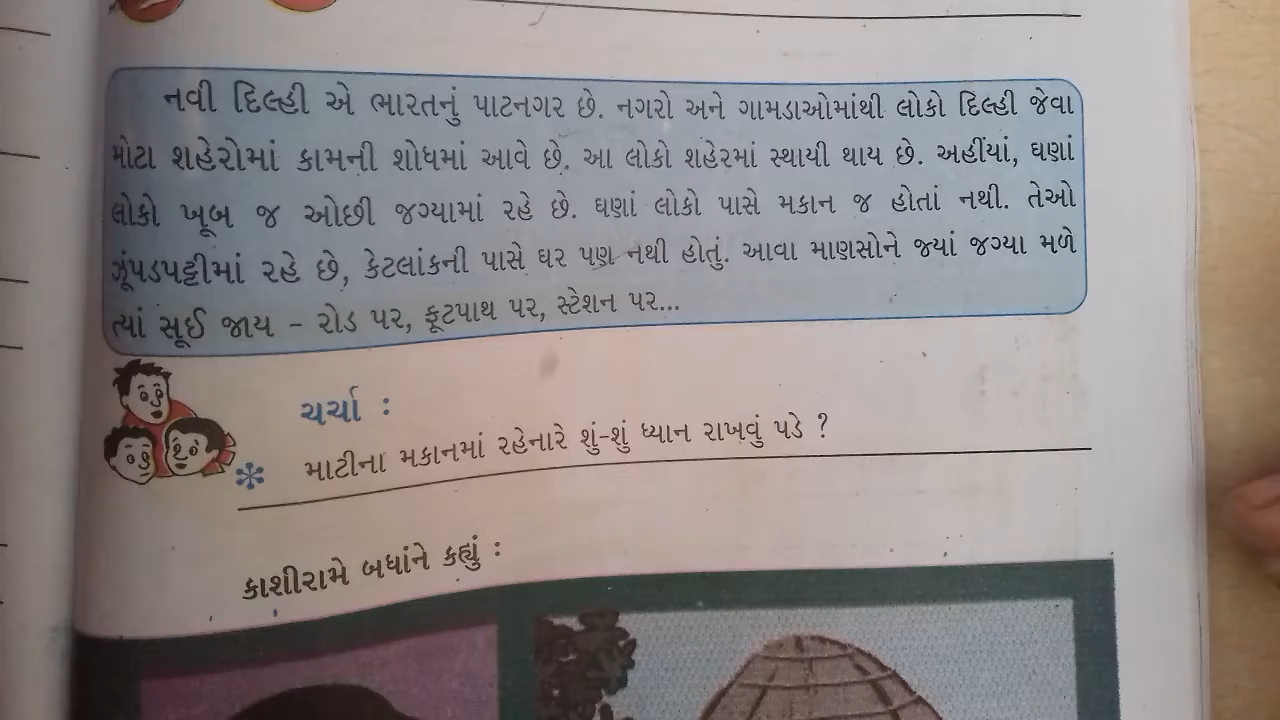 નવી દિલ્હી એ ભારતનું પાટનગર છે. નગરો અને ગામડાઓમાંથી લોકો દિલ્હી જેવા
મોટા શહેરોમાં કામની શોધમાં આવે છે. આ લોકો શહેરમાં સ્થાયી થાય છે. અહીંયાં, ઘણાં
લોકો ખૂબ જ ઓછી જગ્યામાં રહે છે. ઘણાં લોકો પાસે મકાન જ હોતાં નથી. તેઓ
ઝૂંપડપટ્ટીમાં રહે છે, કેટલાંકની પાસે ઘર પણ નથી હોતું. આવા માણસોને જ્યાં જગ્યા મળે
ત્યાં સૂઈ જાય – રોડ પર, ફૂટપાથ પર, સ્ટેશન પર...
ચર્ચા :
* માટીના મકાનમાં રહેનારે શું-શું ધ્યાન રાખવું પડે ?
કાશીરામે બધાંને કહ્યું :